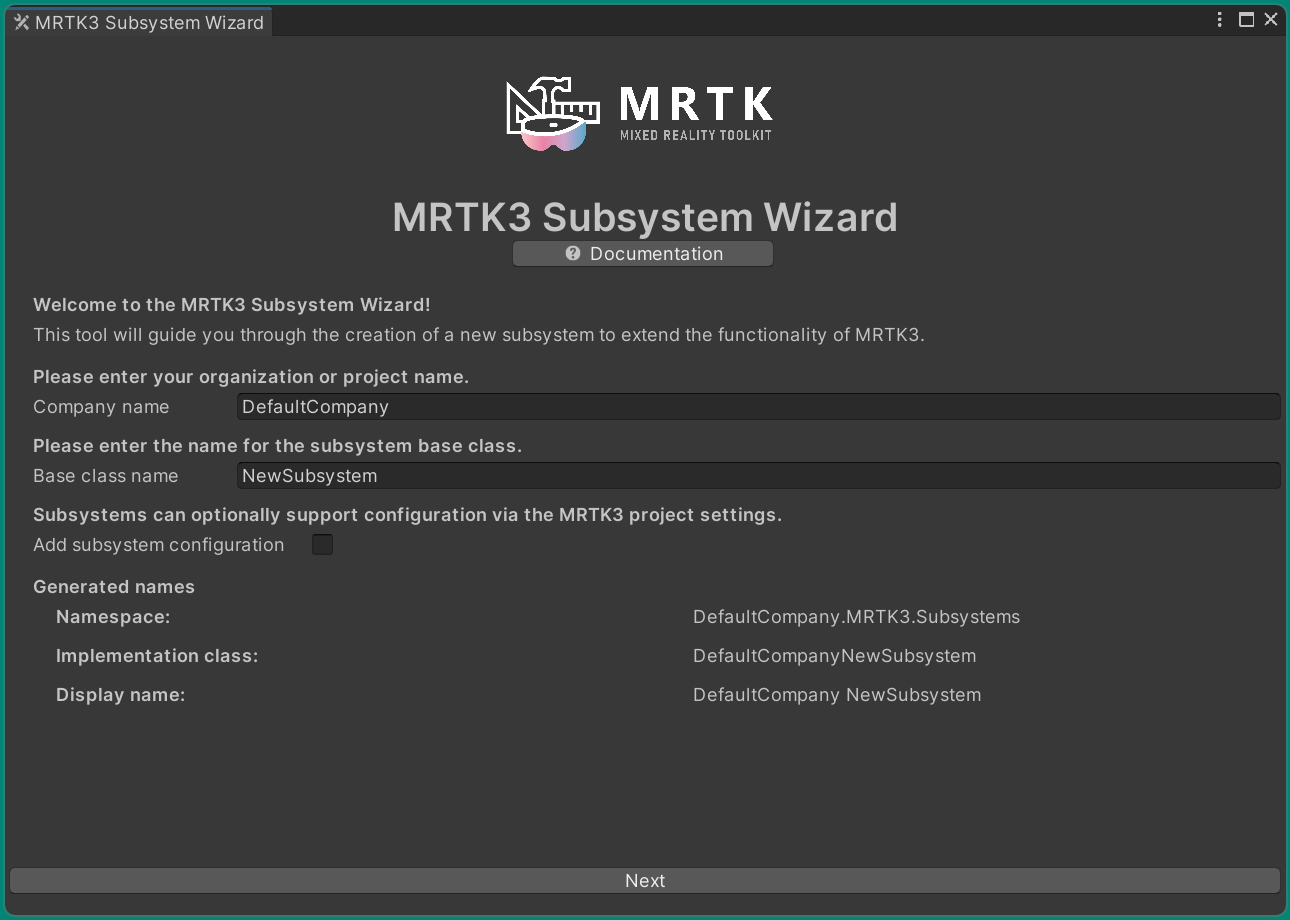 MRTK3 Subsystem Wizard
MRTK
MIXED REALITY TOOLKIT
MRTK3 Subsystem Wizard
? Documentation
Welcome to the MRTK3 Subsystem Wizard!
This tool will guide you through the creation of a new subsystem to extend the functionality of MRTK3.
Please enter your organization or project name.
Company name DefaultCompany
Please enter the name for the subsystem base class.
Base class name NewSubsystem
Subsystems can optionally support configuration via the MRTK3 project settings.
Add subsystem configuration
Generated names
Namespace: DefaultCompany.MRTK3.Subsystems
Implementation class: DefaultCompanyNewSubsystem
Display name: DefaultCompany NewSubsystem
Next